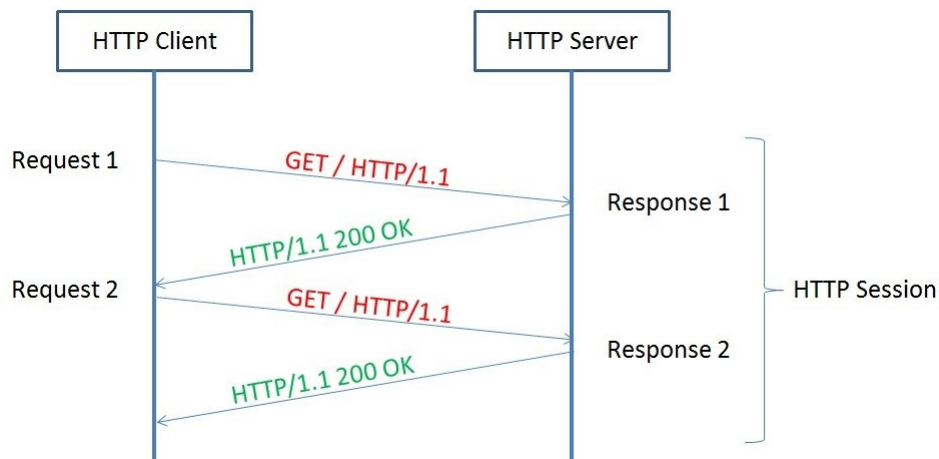 HTTP Client
HTTP Server
Request 1
GET / HTTP/1.1
Response 1
HTTP/1.1 200 OK
Request 2
GET / HTTP/1.1
HTTP Session
Response 2
HTTP/1.1 200 OK